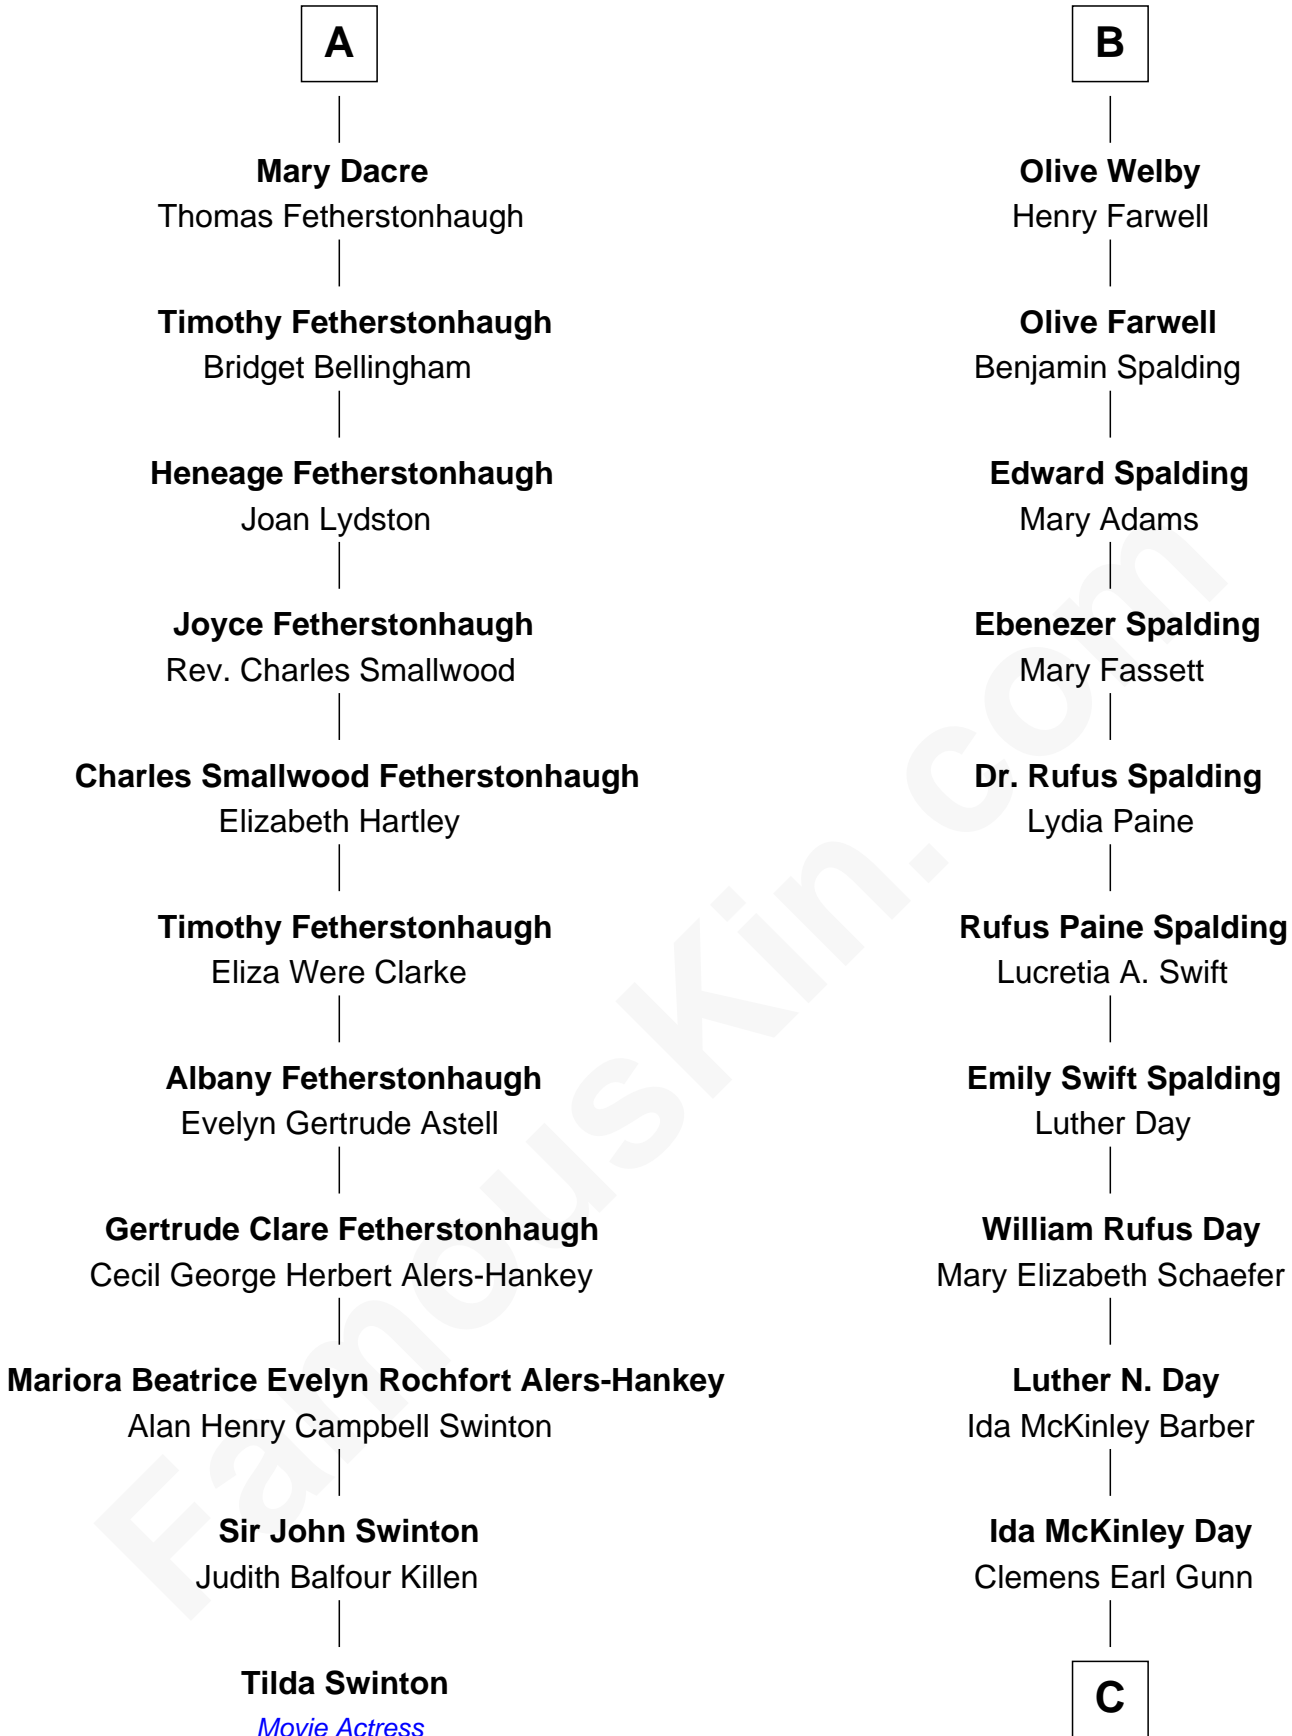 A
Mary Dacre
Thomas Fetherstonhaugh
Timothy Fetherstonhaugh
Bridget Bellingham
Heneage Fetherstonhaugh
Joan Lydston
Joyce Fetherstonhaugh
Rev. Charles Smallwood
Charles Smallwood Fetherstonhaugh
Elizabeth Hartley
Timothy Fetherstonhaugh
Eliza Were Clarke
Albany Fetherstonhaugh
Evelyn Gertrude Astell
Gertrude Clare Fetherstonhaugh
Cecil George Herbert Alers-Hankey
Mariora Beatrice Evelyn Rochfort Alers-Hankey
Alan Henry Campbell Swinton
Sir John Swinton
Judith Balfour Killen
Tilda Swinton
Movie Actress
B
Olive Welby
Henry Farwell
Olive Farwell
Benjamin Spalding
Edward Spalding
Mary Adams
Ebenezer Spalding
Mary Fassett
Dr. Rufus Spalding
Lydia Paine
Rufus Paine Spalding
Lucretia A. Swift
Emily Swift Spalding
Luther Day
William Rufus Day
Mary Elizabeth Schaefer
Luther N. Day
Ida McKinley Barber
Ida McKinley Day
Clemens Earl Gunn
C
FamousKin.com